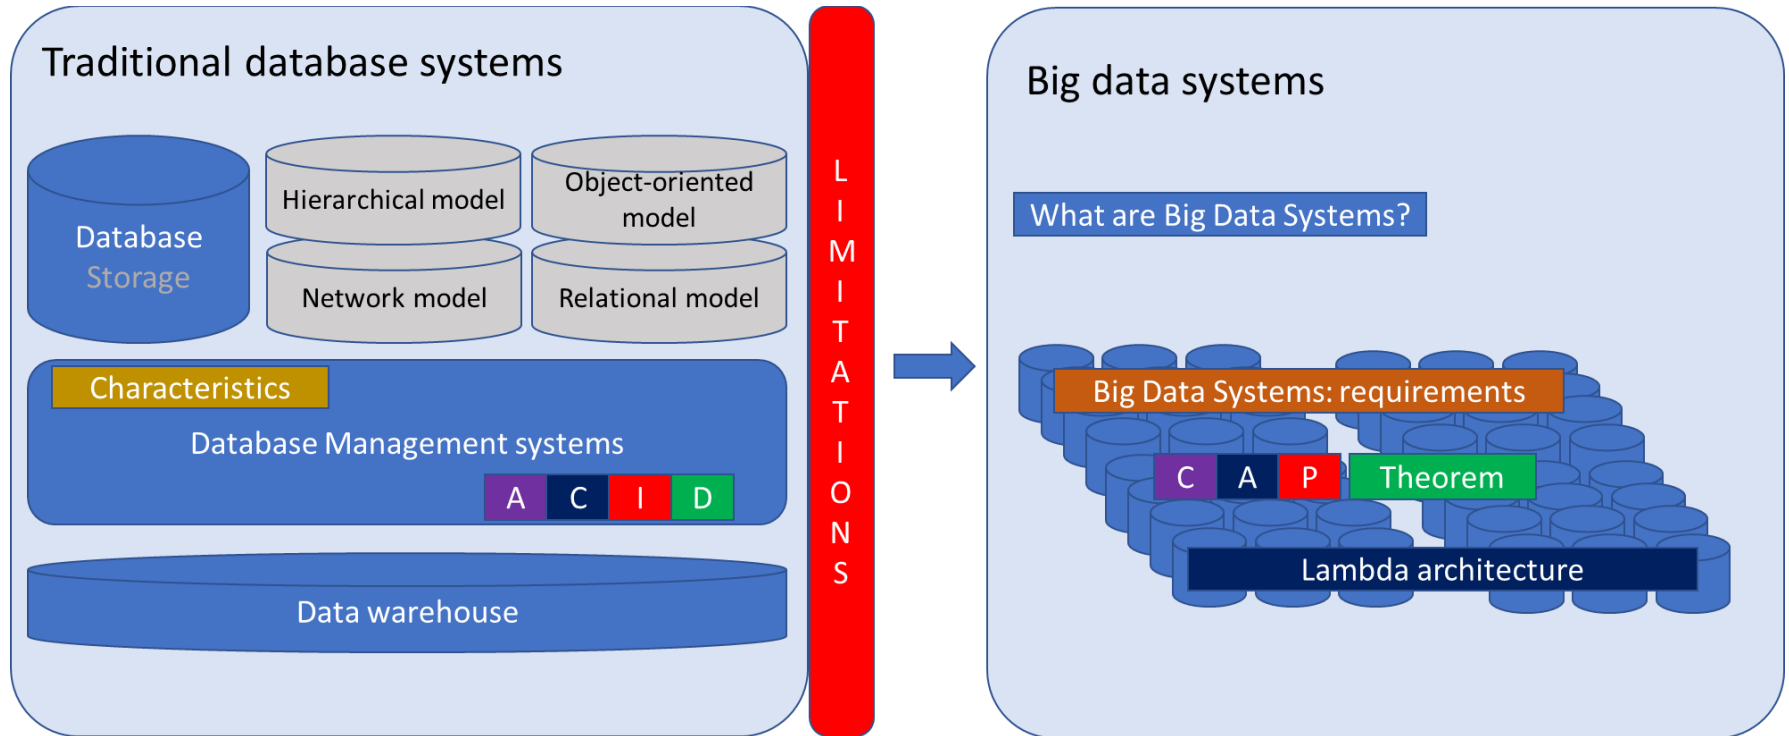 Traditional database systems
Database
Storage
Hierarchical model
Object-oriented
model
Network model
Relational model
Characteristics
Database Management systems
A C I D
Data warehouse
LIMITATIONS
Big data systems
What are Big Data Systems?
Big Data Systems: requirements
C A P Theorem
Lambda architecture